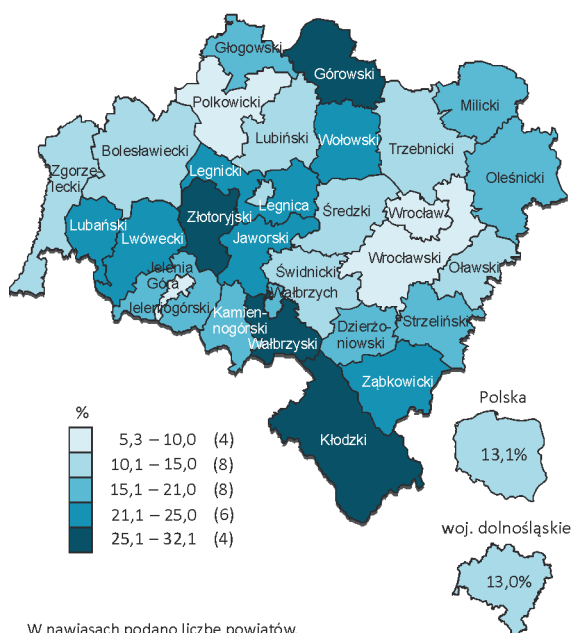 Głogowski
Górowski
Milicki
Polkowicki
Lubiński
Wołowski
Trzebnicki
Bolesławiecki
Zgorze-
lecki
Legnicki
Oleśnicki
Złotoryjski
Legnica
Średzki
Wrocław
Lubański
Lwówecki
Jaworski
Wrocławski
Jelenia
Góra
Świdnicki
Oławski
Jeleniogórski
Wałbrzych
Kamien-
nogórski
Wałbrzyski
Dzierżo-
niowski
Strzeliński
Ząbkowicki
Kłodzki
%
5,3 – 10,0 (4)
10,1 – 15,0 (8)
15,1 – 21,0 (8)
21,1 – 25,0 (6)
25,1 – 32,1 (4)
Polska
13,1%
woj. dolnośląskie
13,0%
W nawiasach podano liczbę powiatów.